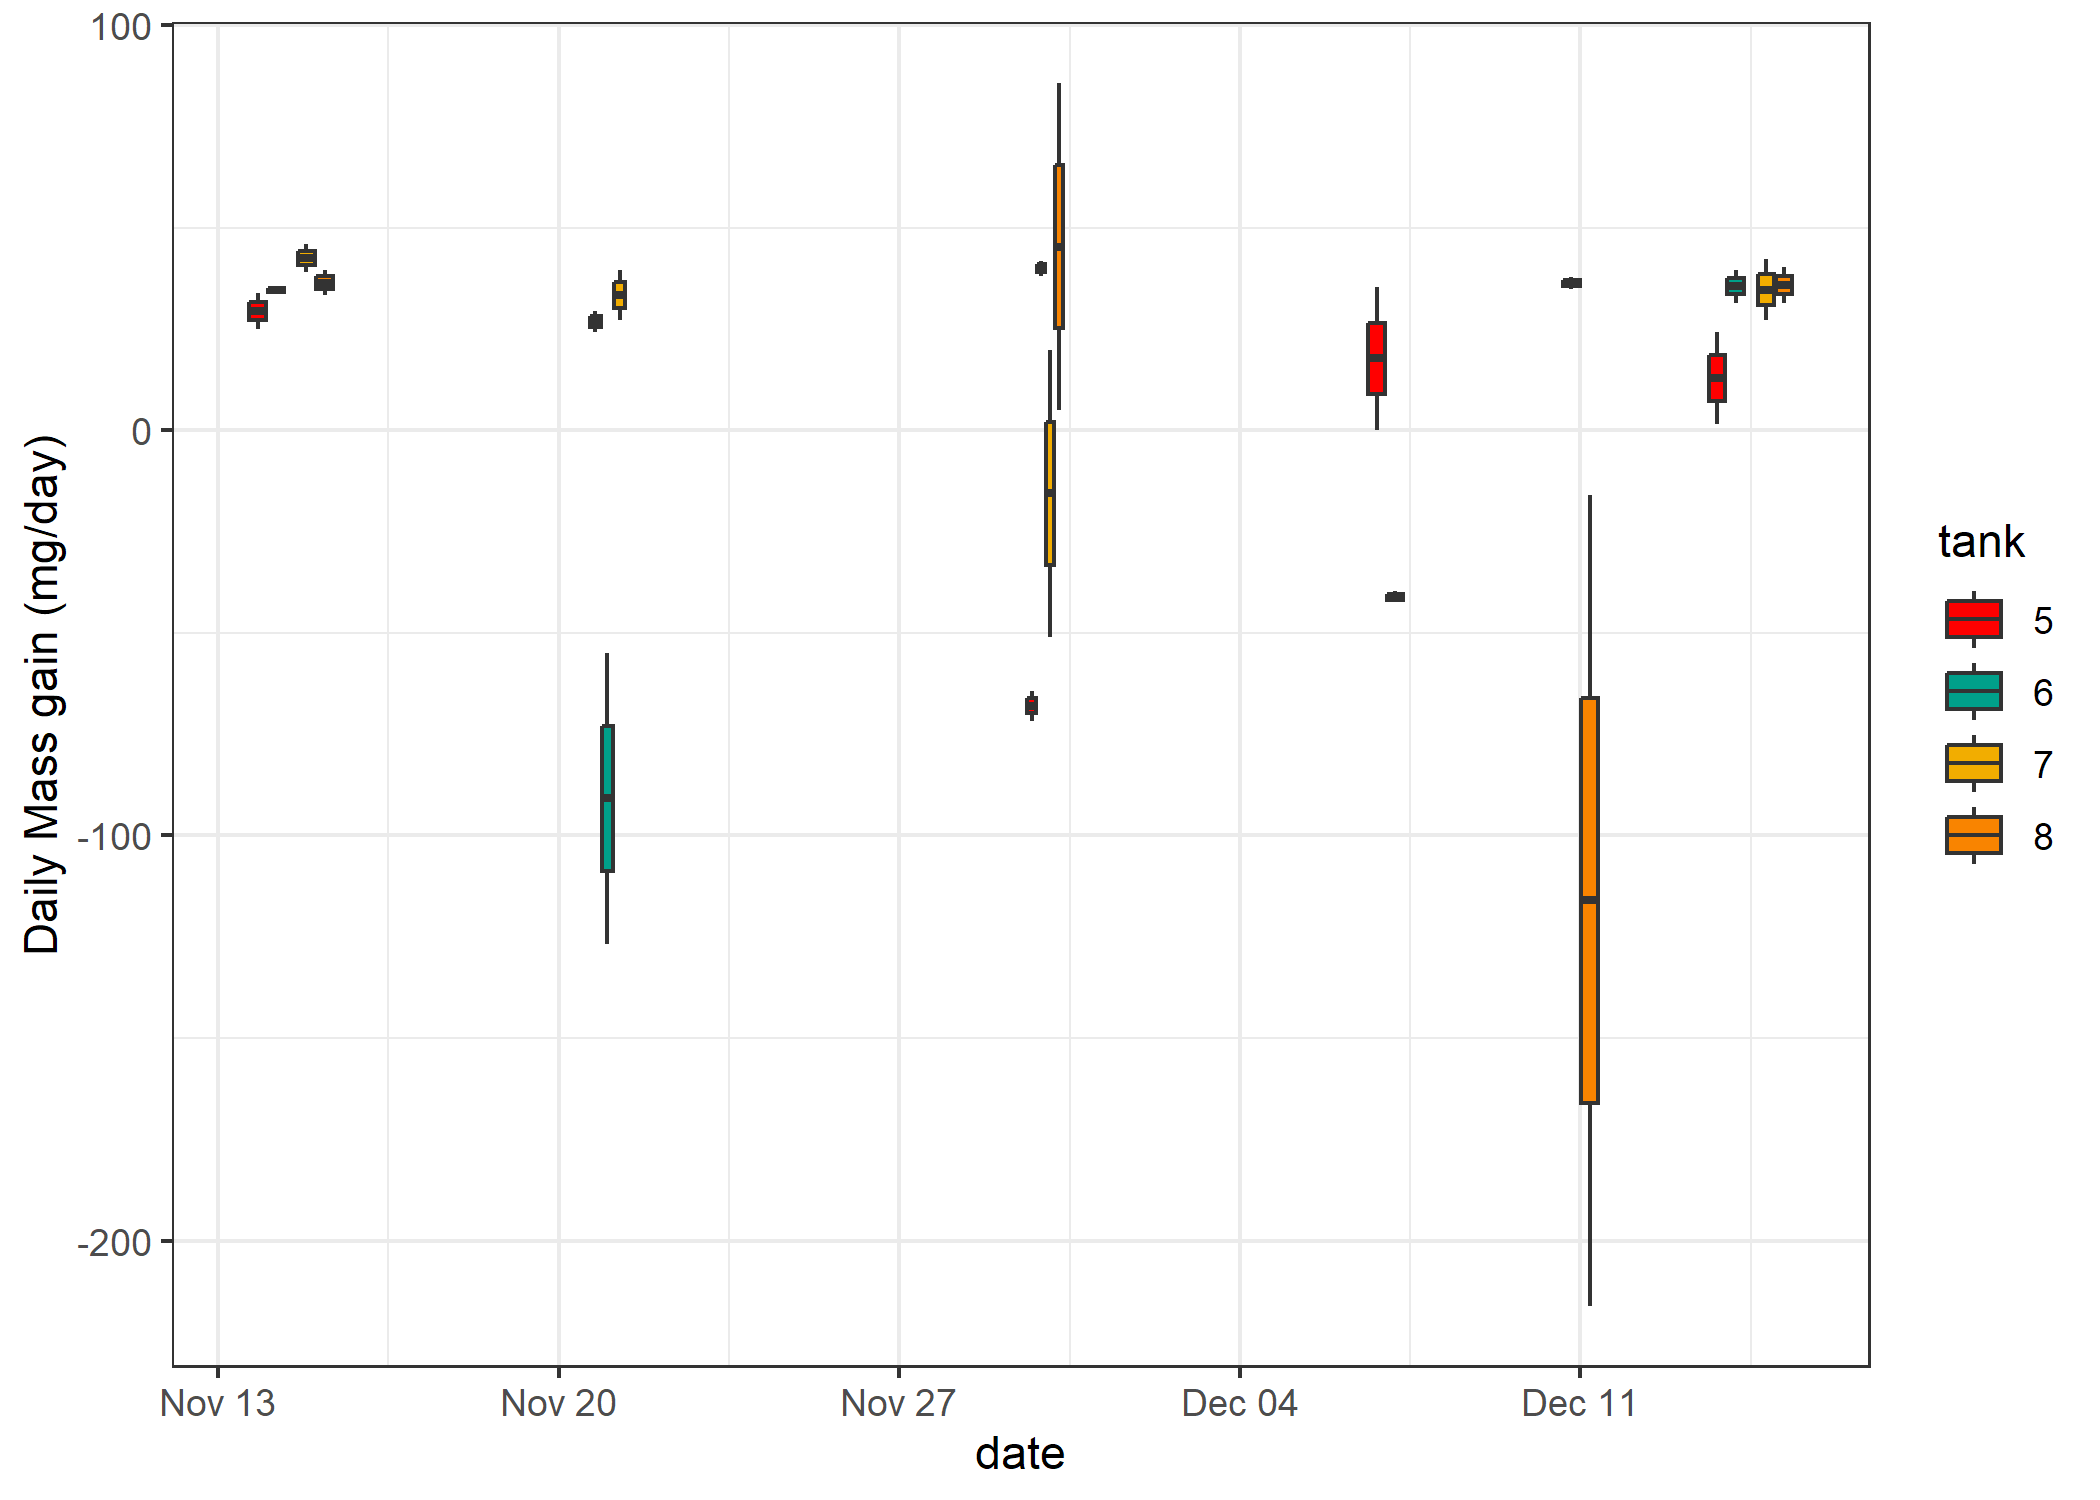 100
0
-100
-200
Daily Mass gain (mg/day)
Nov 13
Nov 20
Nov 27
Dec 04
Dec 11
date
tank
5
6
7
8